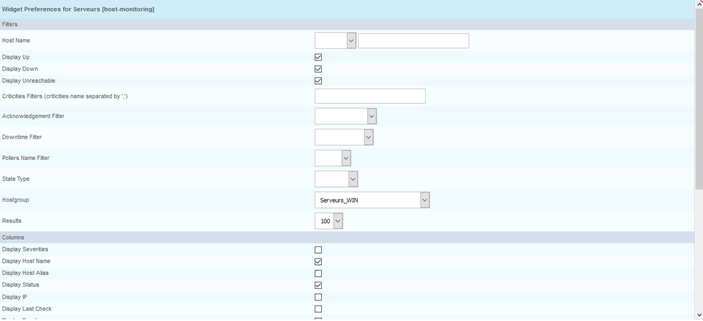 Widget Preferences for Serveurs [host-monitoring]
Filters
Host Name
Display Up
Display Down
Display Unreachable
Criticities Filters (criticities name separated by ',')
Acknowledgement Filter
Downtime Filter
Pollers Name Filter
State Type
Hostgroup Serveurs_WIN
Results 100
Columns
Display Severities
Display Host Name
Display Host Alias
Display Status
Display IP
Display Last Check